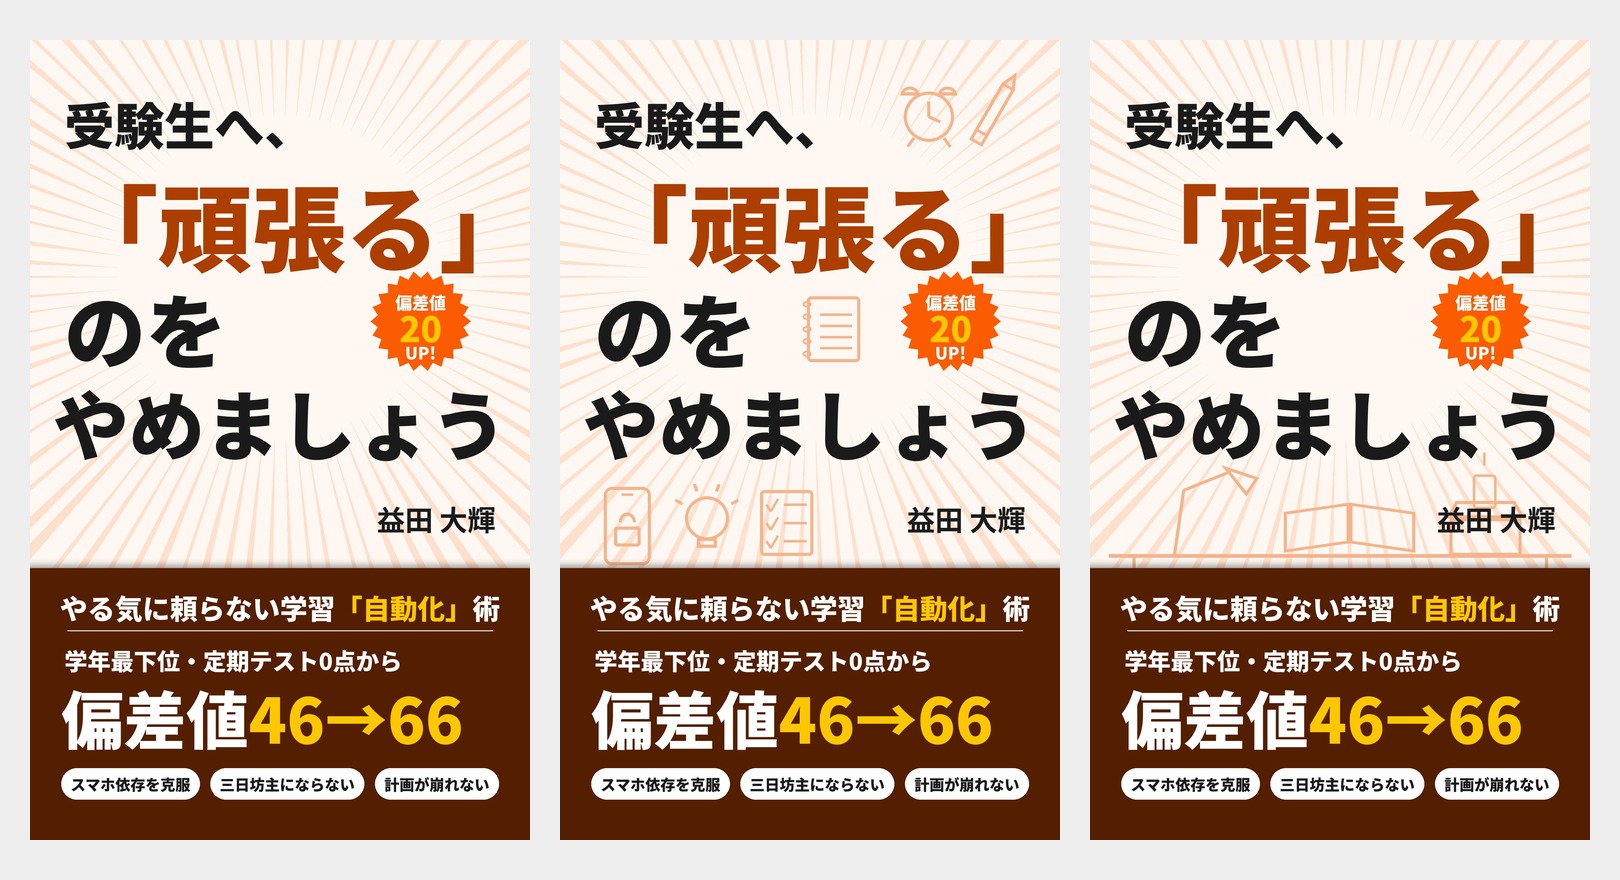 受験生へ、
「頑張る」
のを
偏差値
20
UP!
やめましょう
益田 大輝
やる気に頼らない学習「自動化」術
学年最下位・定期テスト0点から
偏差値46→66
スマホ依存を克服
三日坊主にならない
計画が崩れない
受験生へ、
「頑張る」
のを
偏差値
20
UP!
やめましょう
益田 大輝
やる気に頼らない学習「自動化」術
学年最下位・定期テスト0点から
偏差値46→66
スマホ依存を克服
三日坊主にならない
計画が崩れない
受験生へ、
「頑張る」
のを
偏差値
20
UP!
やめましょう
益田 大輝
やる気に頼らない学習「自動化」術
学年最下位・定期テスト0点から
偏差値46→66
スマホ依存を克服
三日坊主にならない
計画が崩れない